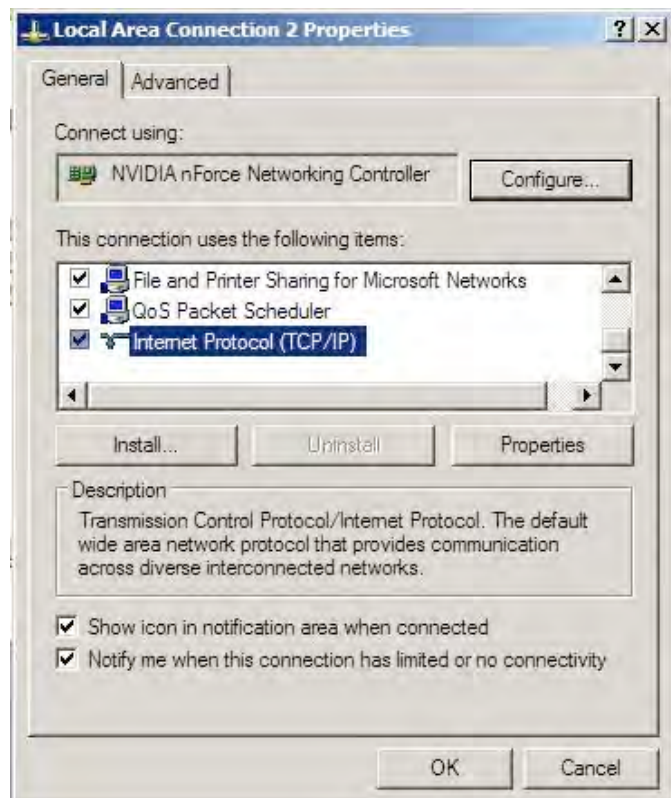 Local Area Connection 2 Properties
General
Advanced
Connect using:
NVIDIA nForce Networking Controller
Configure...
This connection uses the following items:
File and Printer Sharing for Microsoft Networks
QoS Packet Scheduler
Internet Protocol (TCP/IP)
Install...
Uninstall
Properties
Description
Transmission Control Protocol/Internet Protocol. The default
wide area network protocol that provides communication
across diverse interconnected networks.
Show icon in notification area when connected
Notify me when this connection has limited or no connectivity
OK
Cancel